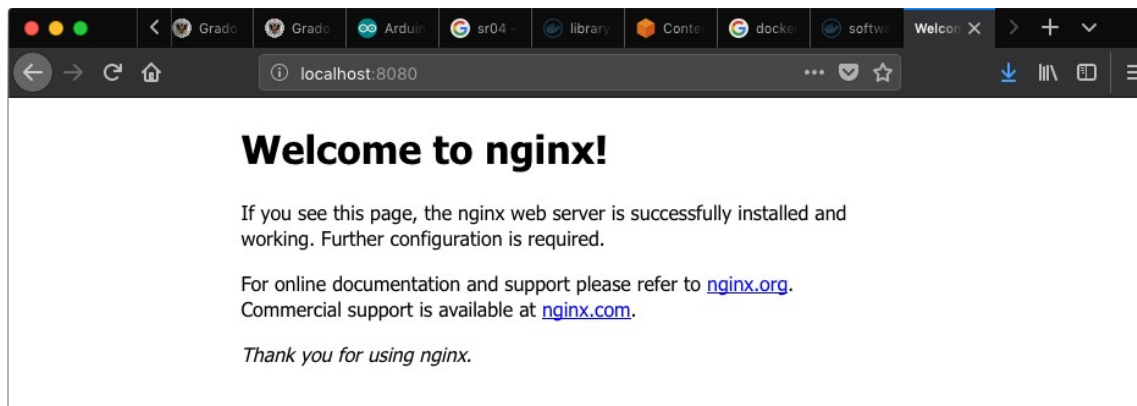 Grado Grado Arduin sr04 - library Conte docke softwa Welcon
localhost:8080
Welcome to nginx!
If you see this page, the nginx web server is successfully installed and
working. Further configuration is required.
For online documentation and support please refer to nginx.org.
Commercial support is available at nginx.com.
Thank you for using nginx.